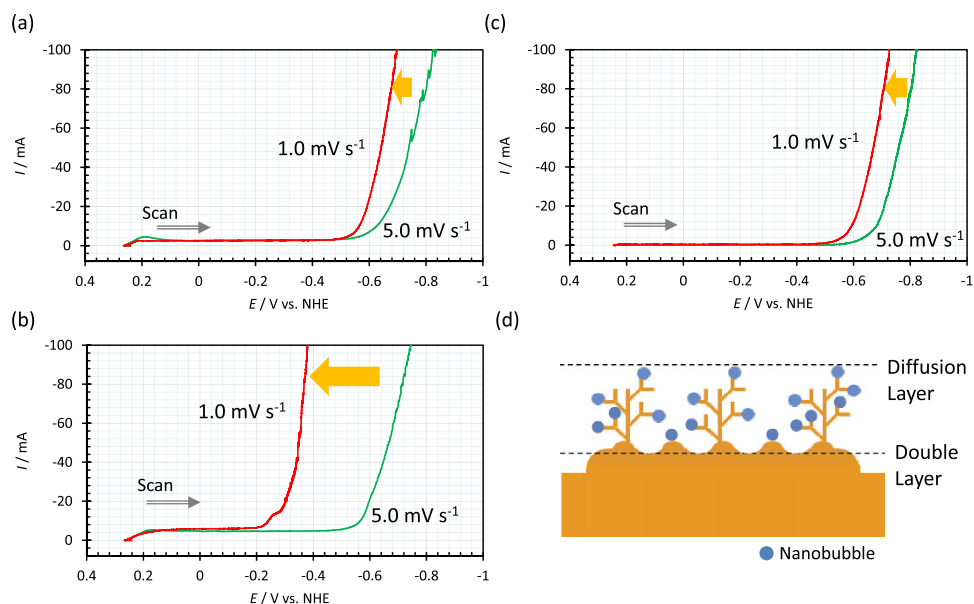 (a)
-100
-80
-60
-40
-20
0
I / mA
1.0 mV s⁻¹
Scan
5.0 mV s⁻¹
0.4 0.2 0 -0.2 -0.4 -0.6 -0.8 -1
E / V vs. NHE
(c)
-100
-80
-60
-40
-20
0
I / mA
1.0 mV s⁻¹
Scan
5.0 mV s⁻¹
0.4 0.2 0 -0.2 -0.4 -0.6 -0.8 -1
E / V vs. NHE
(b)
-100
-80
-60
-40
-20
0
I / mA
1.0 mV s⁻¹
Scan
5.0 mV s⁻¹
0.4 0.2 0 -0.2 -0.4 -0.6 -0.8 -1
E / V vs. NHE
(d)
Diffusion
Layer
Double
Layer
Nanobubble